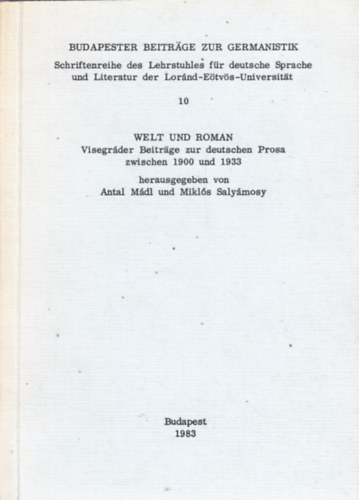 BUDAPESTER BEITRÄGE ZUR GERMANISTIK
Schriftenreihe des Lehrstuhles für deutsche Sprache
und Literatur der Loránd-Eötvös-Universität
10
WELT UND ROMAN
Visegráder Beiträge zur deutschen Prosa
zwischen 1900 und 1933
herausgegeben von
Antal Mádl und Miklós Salyámosy
Budapest
1983